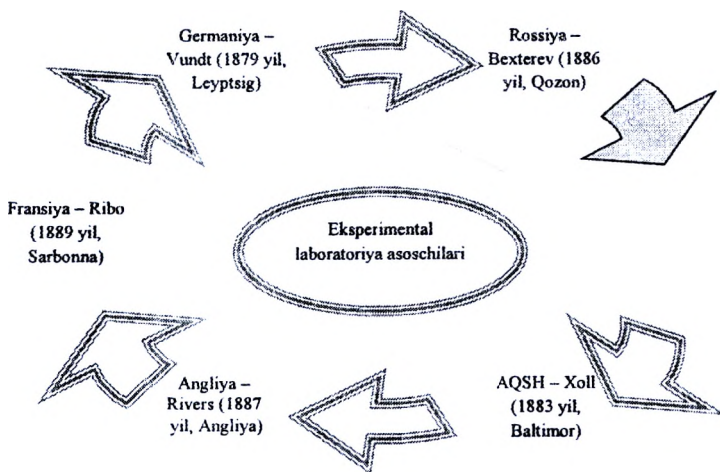 Germaniya –
Vundt (1879 yil,
Leyptsig)
Rossiya –
Bexterev (1886
yil, Qozon)
Fransiya – Ribo
(1889 yil,
Sarbonna)
Eksperimental
laboratoriya asoschilari
Angliya –
Rivers (1887
yil, Angliya)
AQSH – Xoll
(1883 yil,
Baltimor)